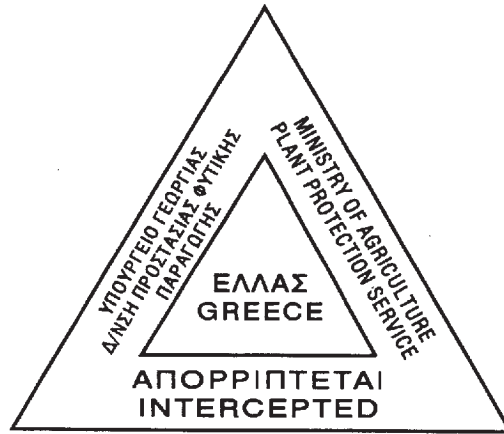 ΥΠΟΥΡΓΕΙΟ ΓΕΩΡΓΙΑΣ
Δ/ΝΣΗ ΠΡΟΣΤΑΣΙΑΣ ΦΥΤΙΚΗΣ
ΠΑΡΑΓΩΓΗΣ
MINISTRY OF AGRICULTURE
PLANT PROTECTION SERVICE
ΕΛΛΑΣ
GREECE
ΑΠΟΡΡΙΠΤΕΤΑΙ
INTERCEPTED